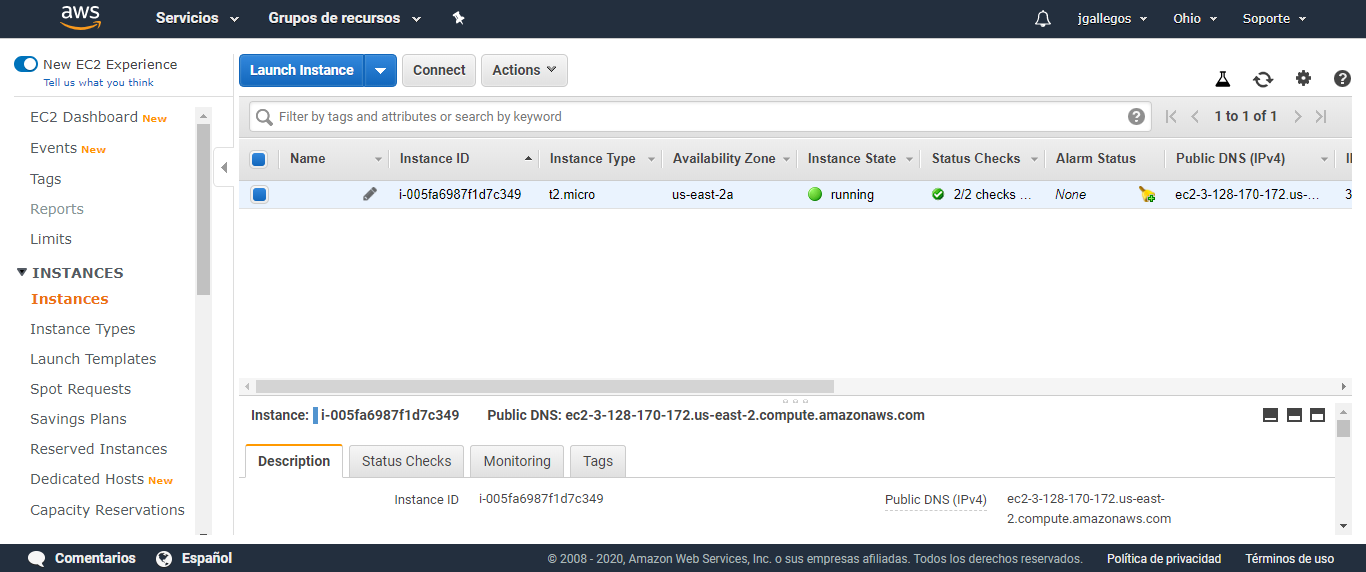 aws Servicios Grupos de recursos jgallegos Ohio Soporte
New EC2 Experience
Tell us what you think
EC2 Dashboard New
Events New
Tags
Reports
Limits
INSTANCES
Instances
Instance Types
Launch Templates
Spot Requests
Savings Plans
Reserved Instances
Dedicated Hosts New
Capacity Reservations
Launch Instance Connect Actions
Filter by tags and attributes or search by keyword 1 to 1 of 1
Name Instance ID Instance Type Availability Zone Instance State Status Checks Alarm Status Public DNS (IPv4)
i-005fa6987f1d7c349 t2.micro us-east-2a running 2/2 checks ... None ec2-3-128-170-172.us-... 3
Instance: i-005fa6987f1d7c349 Public DNS: ec2-3-128-170-172.us-east-2.compute.amazonaws.com
Description Status Checks Monitoring Tags
Instance ID i-005fa6987f1d7c349 Public DNS (IPv4) ec2-3-128-170-172.us-east-
2.compute.amazonaws.com
Comentarios Español © 2008 - 2020, Amazon Web Services, Inc. o sus empresas afiliadas. Todos los derechos reservados. Política de privacidad Términos de uso